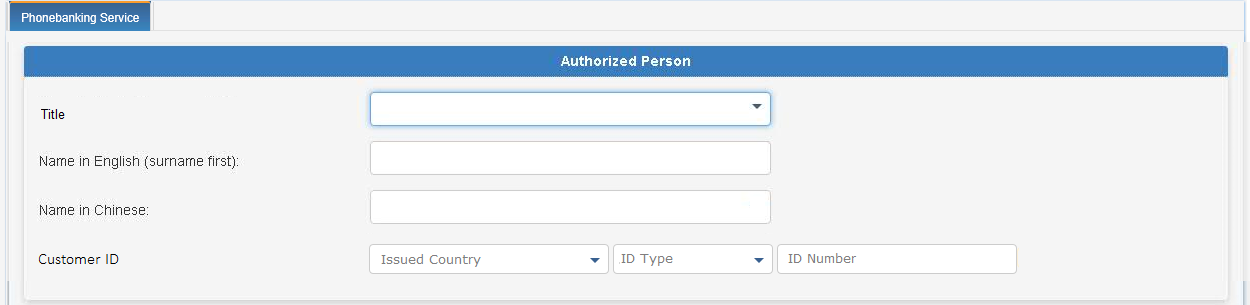 Phonebanking Service
Authorized Person
Title
Name in English (surname first):
Name in Chinese:
Customer ID Issued Country ID Type ID Number